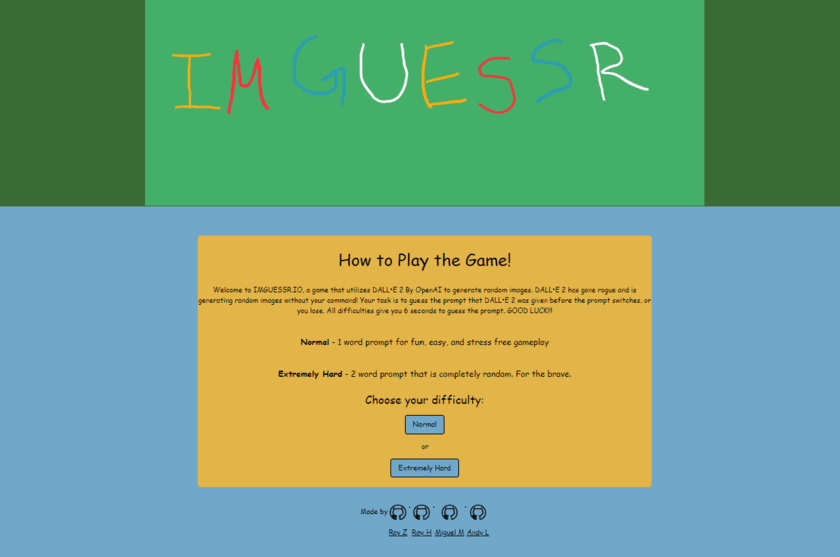 IMGUESSR
How to Play the Game!
Welcome to IMGUESSR.IO, a game that utilizes DALL•E 2 By OpenAI to generate random images. DALL•E 2 has gone rogue and is
generating random images without your command! Your task is to guess the prompt that DALL•E 2 was given before the prompt switches, or
you lose. All difficulties give you 6 seconds to guess the prompt. GOOD LUCK!!!
Normal - 1 word prompt for fun, easy, and stress free gameplay
Extremely Hard - 2 word prompt that is completely random. For the brave.
Choose your difficulty:
Normal
or
Extremely Hard
Made by
Ray Z Ray H Miguel M Andy L